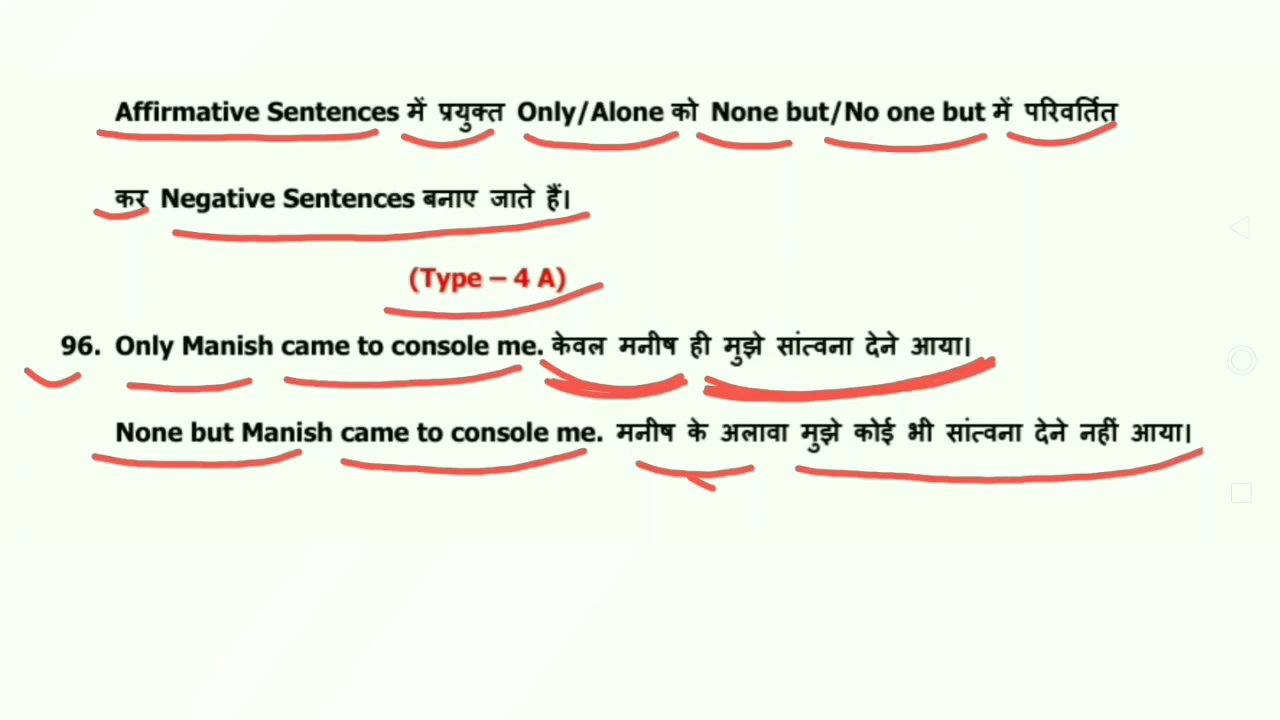 Affirmative Sentences में प्रयुक्त Only/Alone को None but/No one but में परिवर्तित
कर Negative Sentences बनाए जाते हैं।
(Type – 4 A)
96. Only Manish came to console me. केवल मनीष ही मुझे सांत्वना देने आया।
None but Manish came to console me. मनीष के अलावा मुझे कोई भी सांत्वना देने नहीं आया।